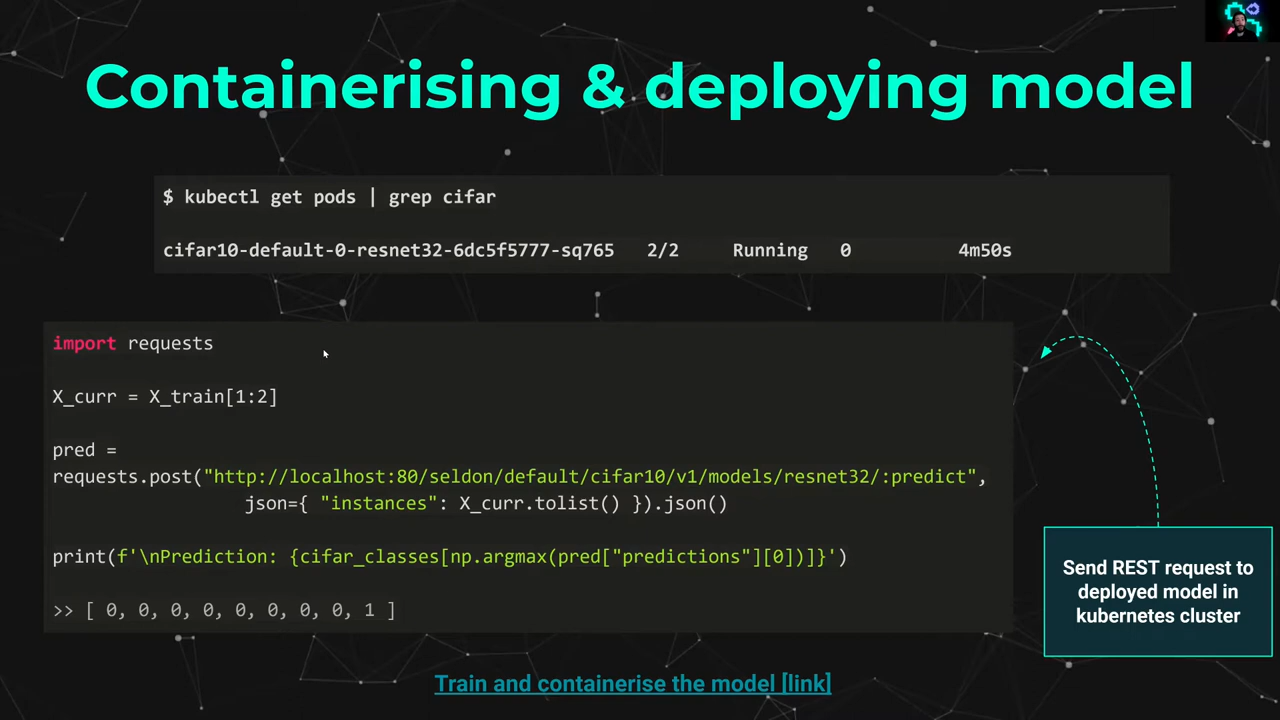 Containerising & deploying model
$ kubectl get pods | grep cifar
cifar10-default-0-resnet32-6dc5f5777-sq765   2/2     Running   0          4m50s
import requests
X_curr = X_train[1:2]
pred =
requests.post("http://localhost:80/seldon/default/cifar10/v1/models/resnet32/:predict",
json={ "instances": X_curr.tolist() }).json()
print(f'\nPrediction: {cifar_classes[np.argmax(pred["predictions"][0])]}')
>> [ 0, 0, 0, 0, 0, 0, 0, 0, 1 ]
Send REST request to
deployed model in
kubernetes cluster
Train and containerise the model [link]